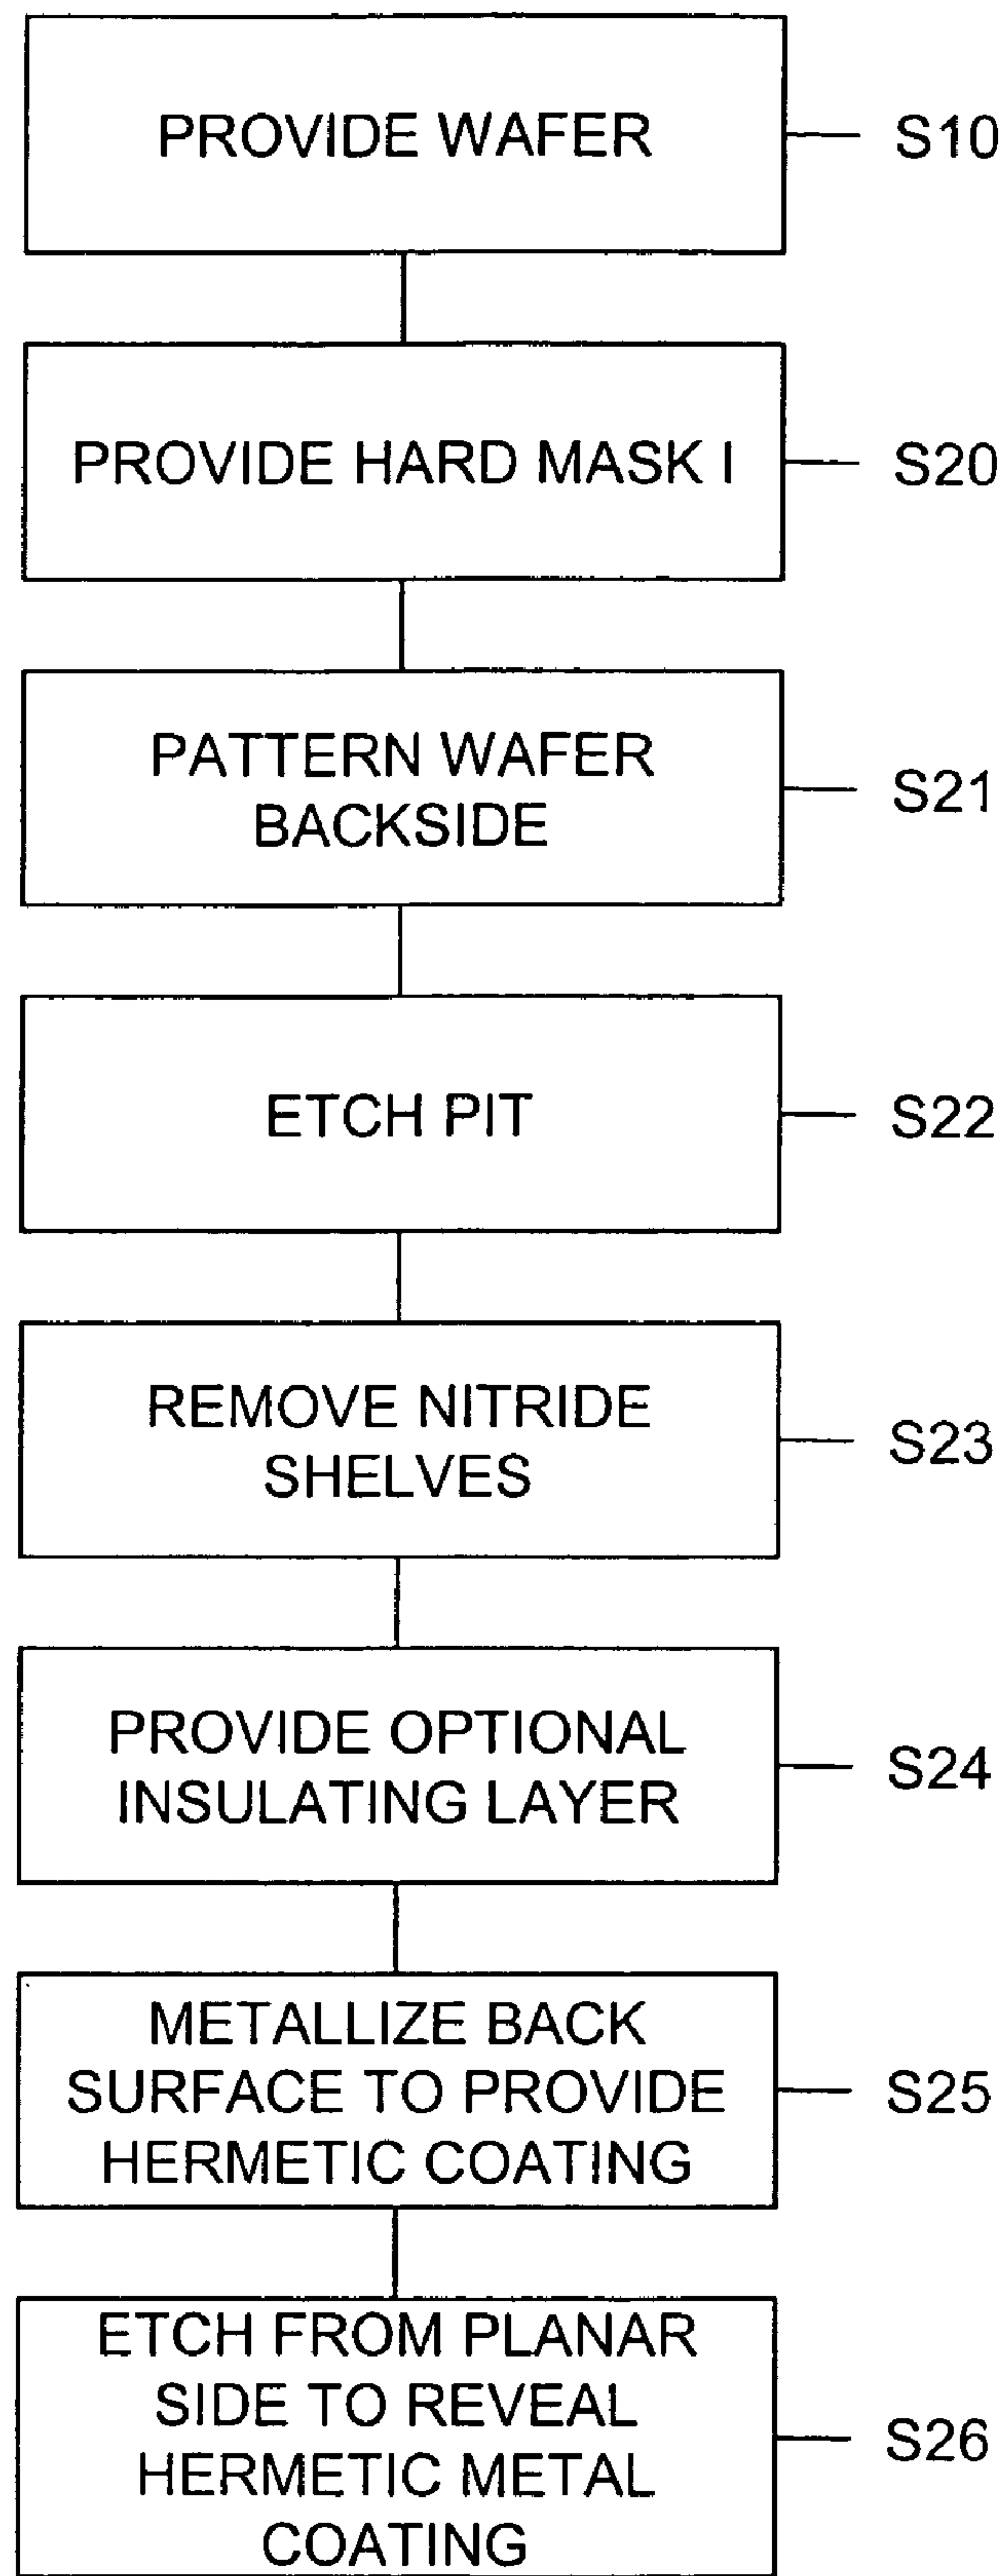 PROVIDE WAFER
S10
PROVIDE HARD MASK I
S20
PATTERN WAFER
BACKSIDE
S21
ETCH PIT
S22
REMOVE NITRIDE
SHELVES
S23
PROVIDE OPTIONAL
INSULATING LAYER
S24
METALLIZE BACK
SURFACE TO PROVIDE
HERMETIC COATING
S25
ETCH FROM PLANAR
SIDE TO REVEAL
HERMETIC METAL
COATING
S26